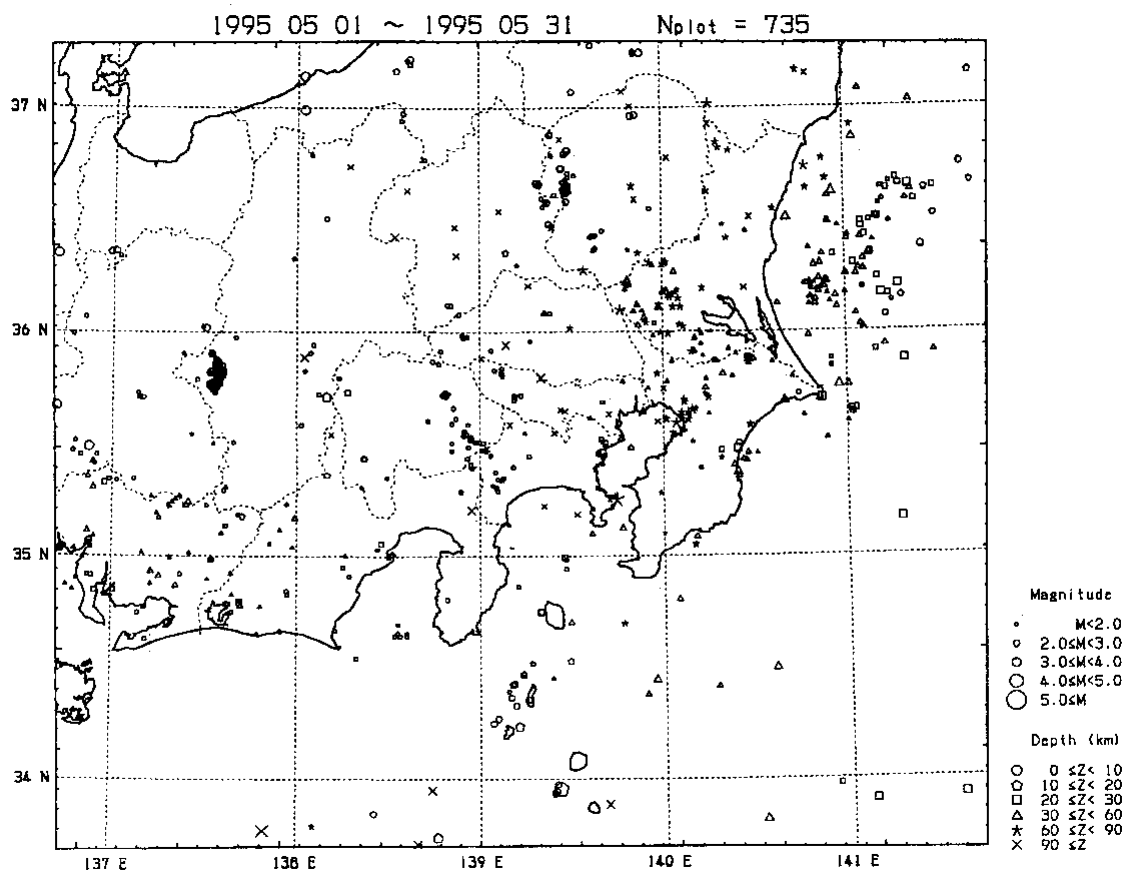 1995 05 01 ~ 1995 05 31 Nplot = 735
37 N
36 N
35 N
34 N
137 E 138 E 139 E 140 E 141 E
Magnitude
M<2.0
2.0≤M<3.0
3.0≤M<4.0
4.0≤M<5.0
5.0≤M
Depth (km)
0 ≤Z< 10
10 ≤Z< 20
20 ≤Z< 30
30 ≤Z< 60
60 ≤Z< 90
90 ≤Z